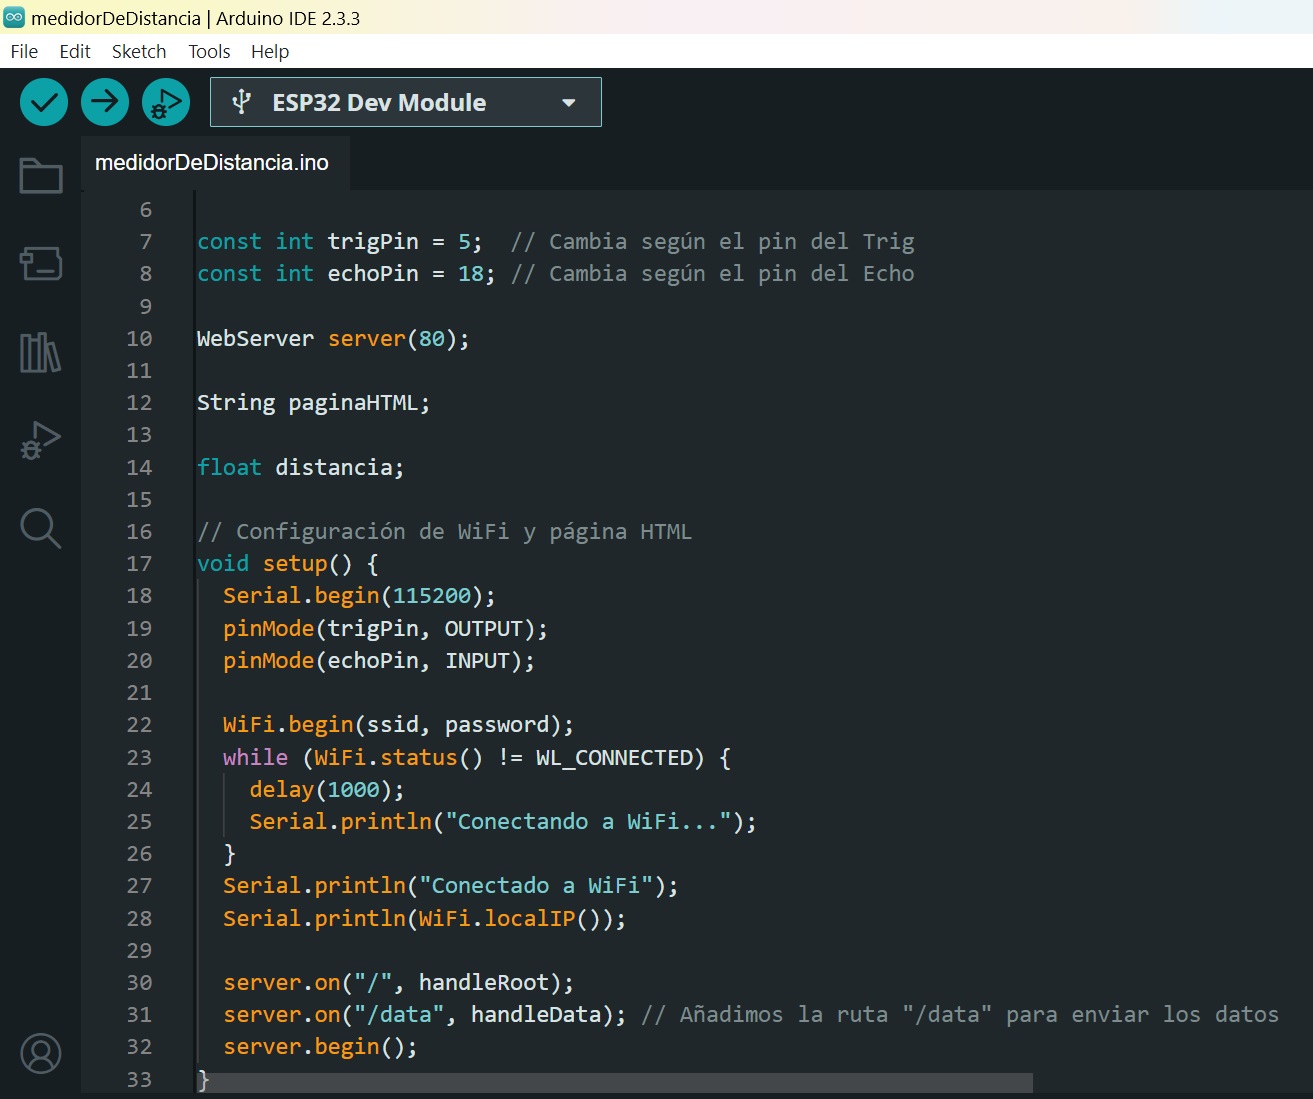 medidorDeDistancia | Arduino IDE 2.3.3
File Edit Sketch Tools Help
ESP32 Dev Module
medidorDeDistancia.ino
6
7 const int trigPin = 5;  // Cambia según el pin del Trig
8 const int echoPin = 18; // Cambia según el pin del Echo
9
10 WebServer server(80);
11
12 String paginaHTML;
13
14 float distancia;
15
16 // Configuración de WiFi y página HTML
17 void setup() {
18   Serial.begin(115200);
19   pinMode(trigPin, OUTPUT);
20   pinMode(echoPin, INPUT);
21
22   WiFi.begin(ssid, password);
23   while (WiFi.status() != WL_CONNECTED) {
24     delay(1000);
25     Serial.println("Conectando a WiFi...");
26   }
27   Serial.println("Conectado a WiFi");
28   Serial.println(WiFi.localIP());
29
30   server.on("/", handleRoot);
31   server.on("/data", handleData); // Añadimos la ruta "/data" para enviar los datos
32   server.begin();
33 }